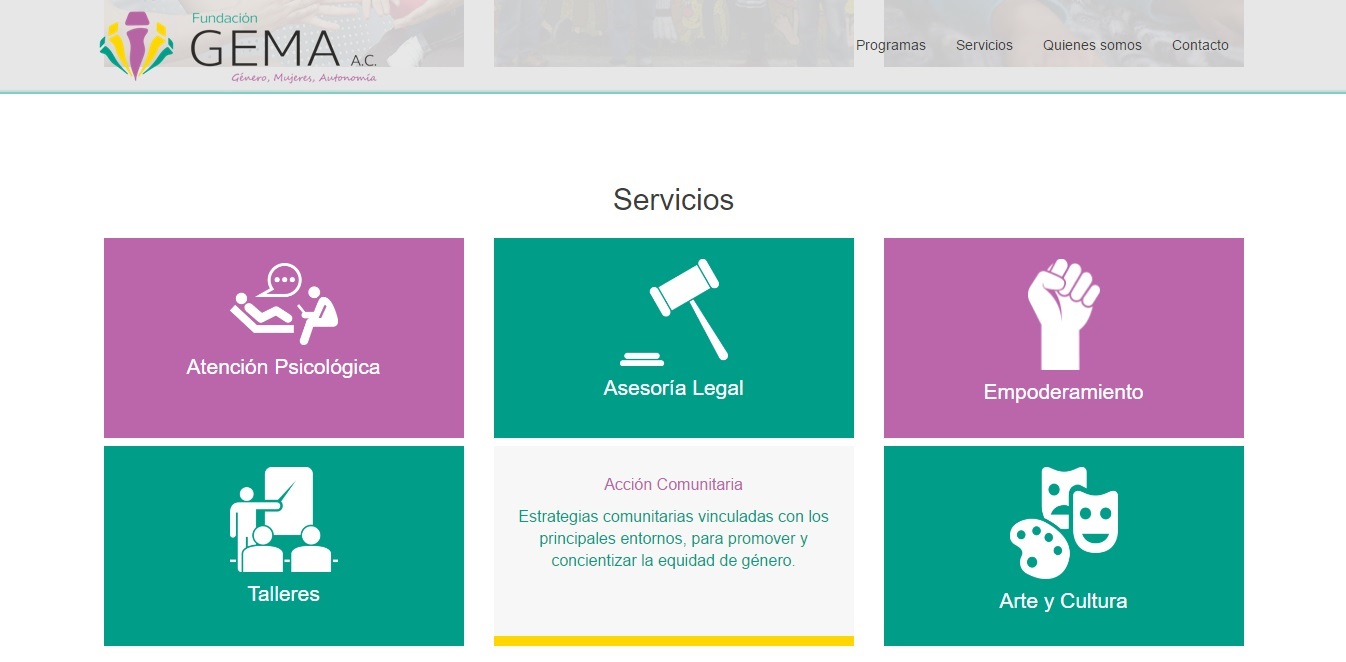 Fundación
GEMA A.C.
Género, Mujeres, Autonomía
Programas Servicios Quienes somos Contacto
Servicios
Atención Psicológica
Asesoría Legal
Empoderamiento
Talleres
Acción Comunitaria
Estrategias comunitarias vinculadas con los
principales entornos, para promover y
concientizar la equidad de género.
Arte y Cultura